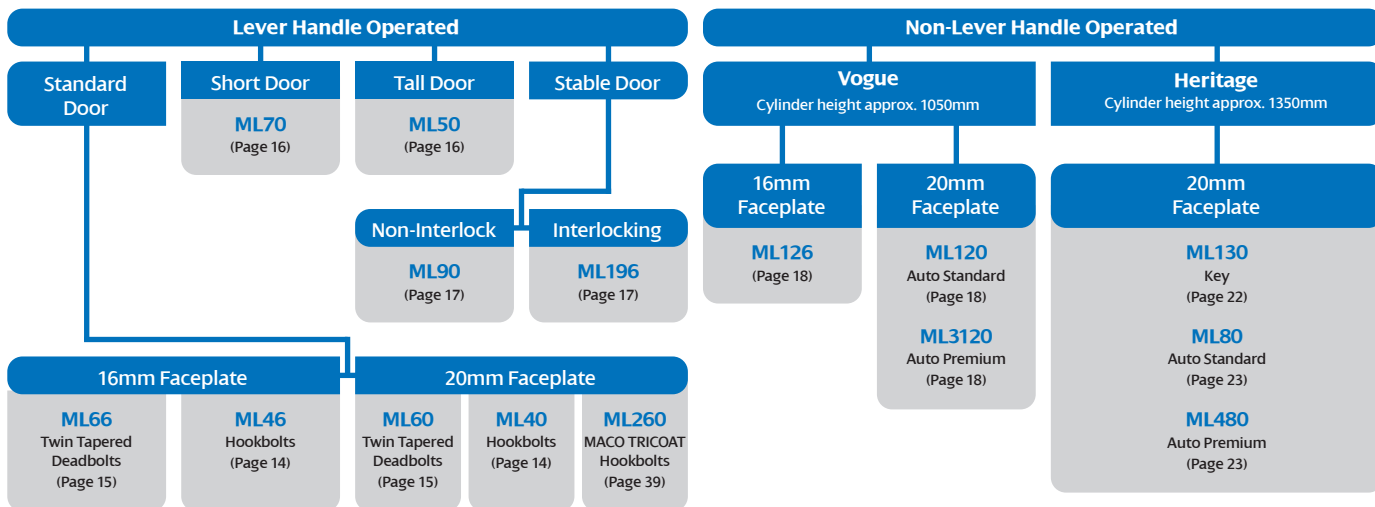 Lever Handle Operated
Standard
Door
Short Door
ML70
(Page 16)
Tall Door
ML50
(Page 16)
Stable Door
Non-Interlock
ML90
(Page 17)
Interlocking
ML196
(Page 17)
16mm Faceplate
ML66
Twin Tapered
Deadbolts
(Page 15)
ML46
Hookbolts
(Page 14)
20mm Faceplate
ML60
Twin Tapered
Deadbolts
(Page 15)
ML40
Hookbolts
(Page 14)
ML260
MACO TRICOAT
Hookbolts
(Page 39)
Non-Lever Handle Operated
Vogue
Cylinder height approx. 1050mm
16mm
Faceplate
ML126
(Page 18)
20mm
Faceplate
ML120
Auto Standard
(Page 18)
ML3120
Auto Premium
(Page 18)
Heritage
Cylinder height approx. 1350mm
20mm
Faceplate
ML130
Key
(Page 22)
ML80
Auto Standard
(Page 23)
ML480
Auto Premium
(Page 23)